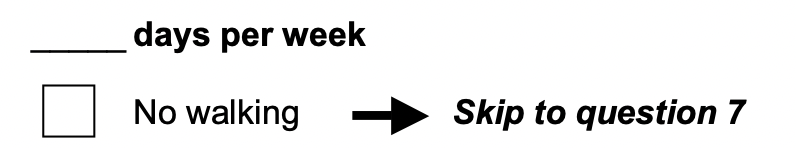 _____ days per week
No walking Skip to question 7